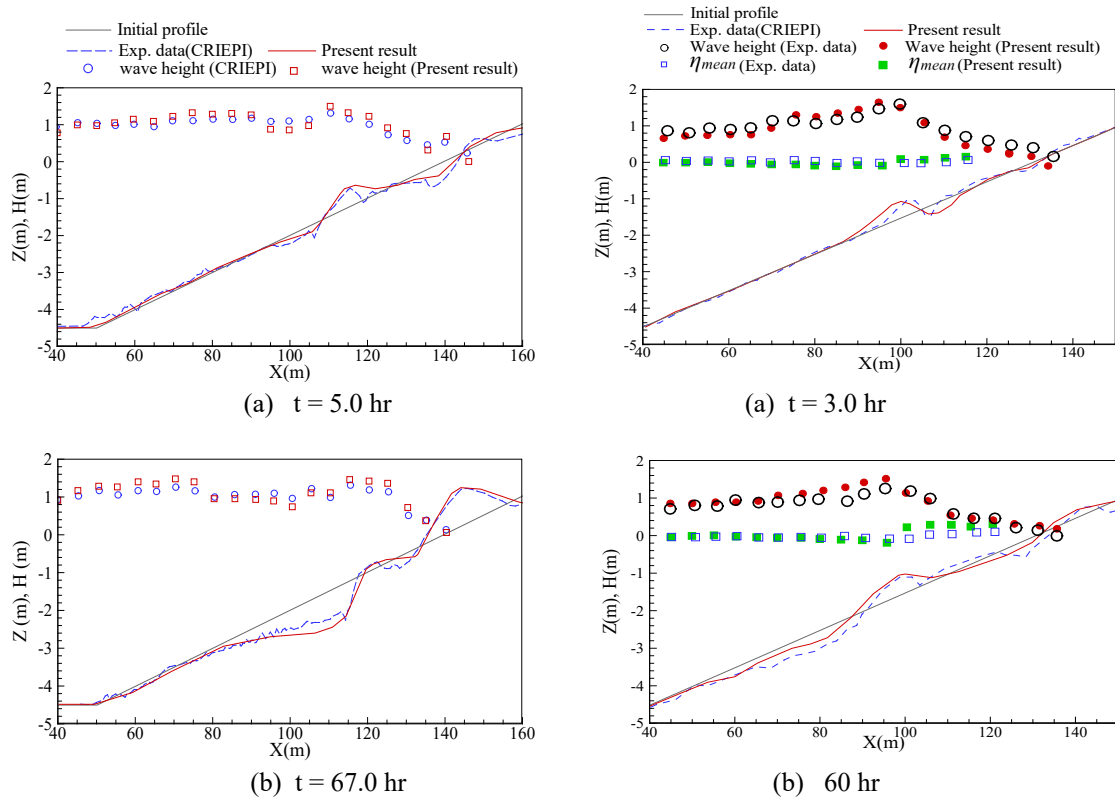 Initial profile
Exp. data(CRIEPI) Present result
wave height (CRIEPI) wave height (Present result)
2
1
0
-1
-2
-3
-4
-5
Z(m), H(m)
40 60 80 100 120 140 160
X(m)
(a) t = 5.0 hr
Initial profile
Exp. data(CRIEPI) Present result
Wave height (Exp. data) Wave height (Present result)
ηmean (Exp. data) ηmean (Present result)
2
1
0
-1
-2
-3
-4
-5
Z(m), H(m)
40 60 80 100 120 140
X(m)
(a) t = 3.0 hr
2
1
0
-1
-2
-3
-4
-5
Z (m), H (m)
40 60 80 100 120 140 160
X(m)
(b) t = 67.0 hr
2
1
0
-1
-2
-3
-4
-5
Z(m), H(m)
40 60 80 100 120 140
X(m)
(b) 60 hr